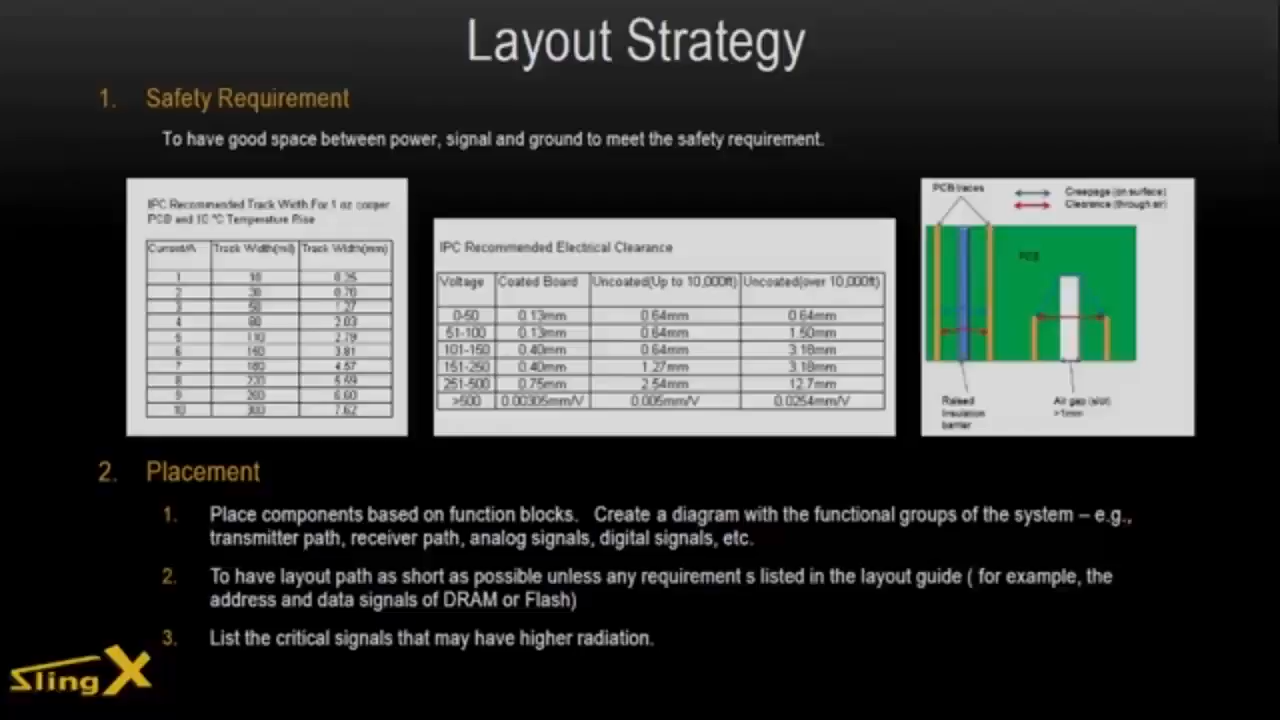 Layout Strategy
1. Safety Requirement
To have good space between power, signal and ground to meet the safety requirement.
IPC Recommended Track Width For 1 oz cooper
PCB and 10 °C Temperature Rise
Current/A Track Width(mil) Track Width(mm)
1 10 0.25
2 30 0.76
3 50 1.27
4 80 2.03
5 110 2.79
6 150 3.81
7 180 4.57
8 220 5.59
9 260 6.60
10 300 7.62
IPC Recommended Electrical Clearance
Voltage Coated Board Uncoated(Up to 10,000ft) Uncoated(over 10,000ft)
0-50 0.13mm 0.64mm 0.64mm
51-100 0.13mm 0.64mm 1.50mm
101-150 0.40mm 0.64mm 3.18mm
151-250 0.40mm 1.27mm 3.18mm
251-500 0.75mm 2.54mm 12.7mm
>500 0.00305mm/V 0.005mm/V 0.0254mm/V
PCB traces
Creepage (on surface)
Clearance (through air)
PCB
Raised
Insulation
barrier
Air gap (slot)
>1mm
2. Placement
1. Place components based on function blocks. Create a diagram with the functional groups of the system – e.g.,
transmitter path, receiver path, analog signals, digital signals, etc.
2. To have layout path as short as possible unless any requirement s listed in the layout guide ( for example, the
address and data signals of DRAM or Flash)
3. List the critical signals that may have higher radiation.
SlingX